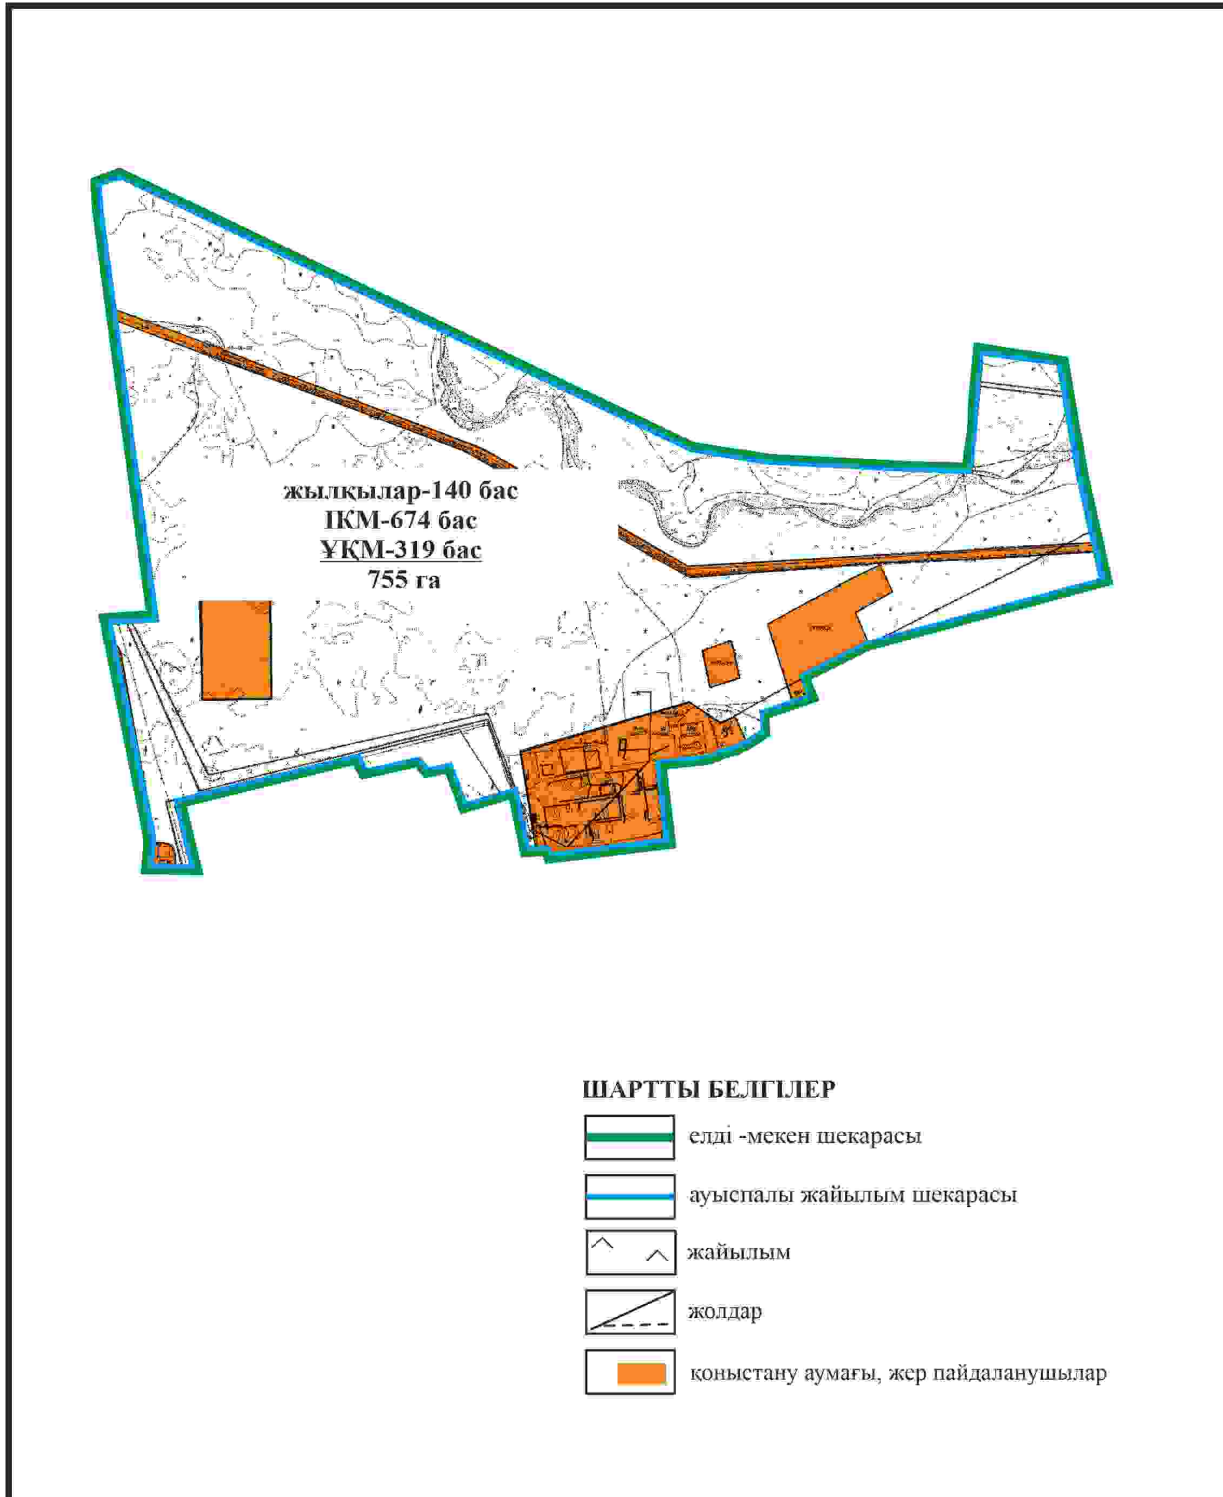 жылқылар-140 бас
ІҚМ-674 бас
ҰҚМ-319 бас
755 га
ШАРТТЫ БЕЛГІЛЕР
елді -мекен шекарасы
ауыспалы жайылым шекарасы
жайылым
жолдар
қоныстану аумағы, жер пайдаланушылар